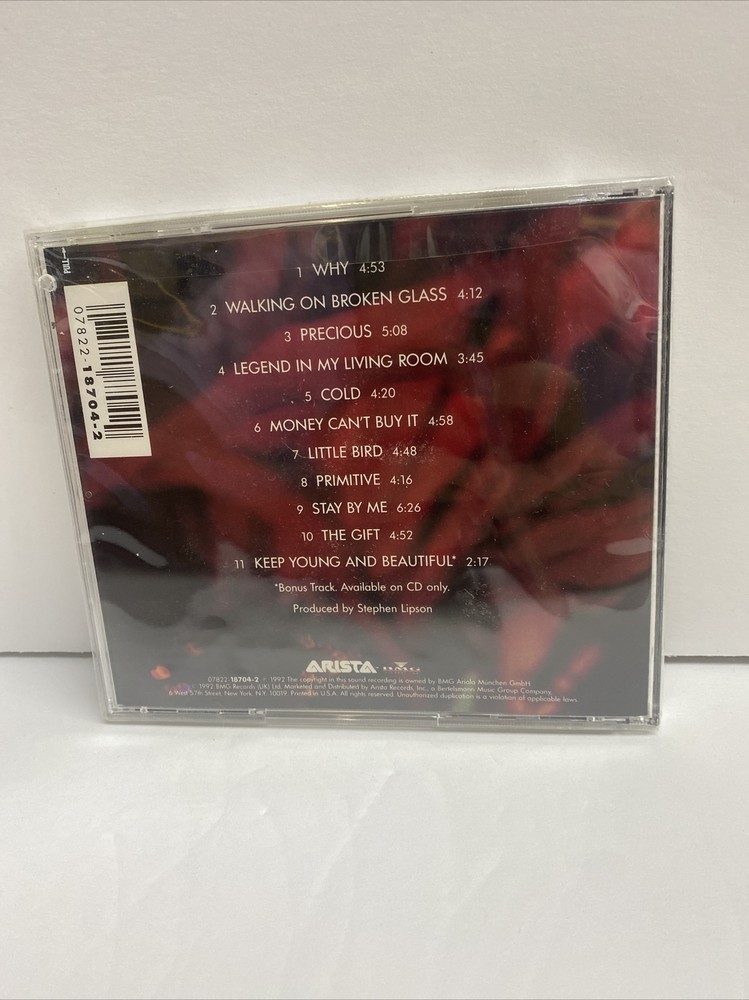 PULL
07822-18704-2
1 WHY 4:53
2 WALKING ON BROKEN GLASS 4:12
3 PRECIOUS 5:08
4 LEGEND IN MY LIVING ROOM 3:45
5 COLD 4:20
6 MONEY CAN'T BUY IT 4:58
7 LITTLE BIRD 4:48
8 PRIMITIVE 4:16
9 STAY BY ME 6:26
10 THE GIFT 4:52
11 KEEP YOUNG AND BEAUTIFUL* 2:17
*Bonus Track. Available on CD only.
Produced by Stephen Lipson
ARISTA BMG
07822-18704-2 1992 The copyright in this sound recording is owned by BMG Ariola München GmbH
1992 BMG Records (UK) Ltd. Marketed and Distributed by Arista Records, Inc., a Bertelsmann Music Group Company,
6 West 57th Street, New York, N.Y. 10019. Printed in U.S.A. All rights reserved. Unauthorized duplication is a violation of applicable laws.